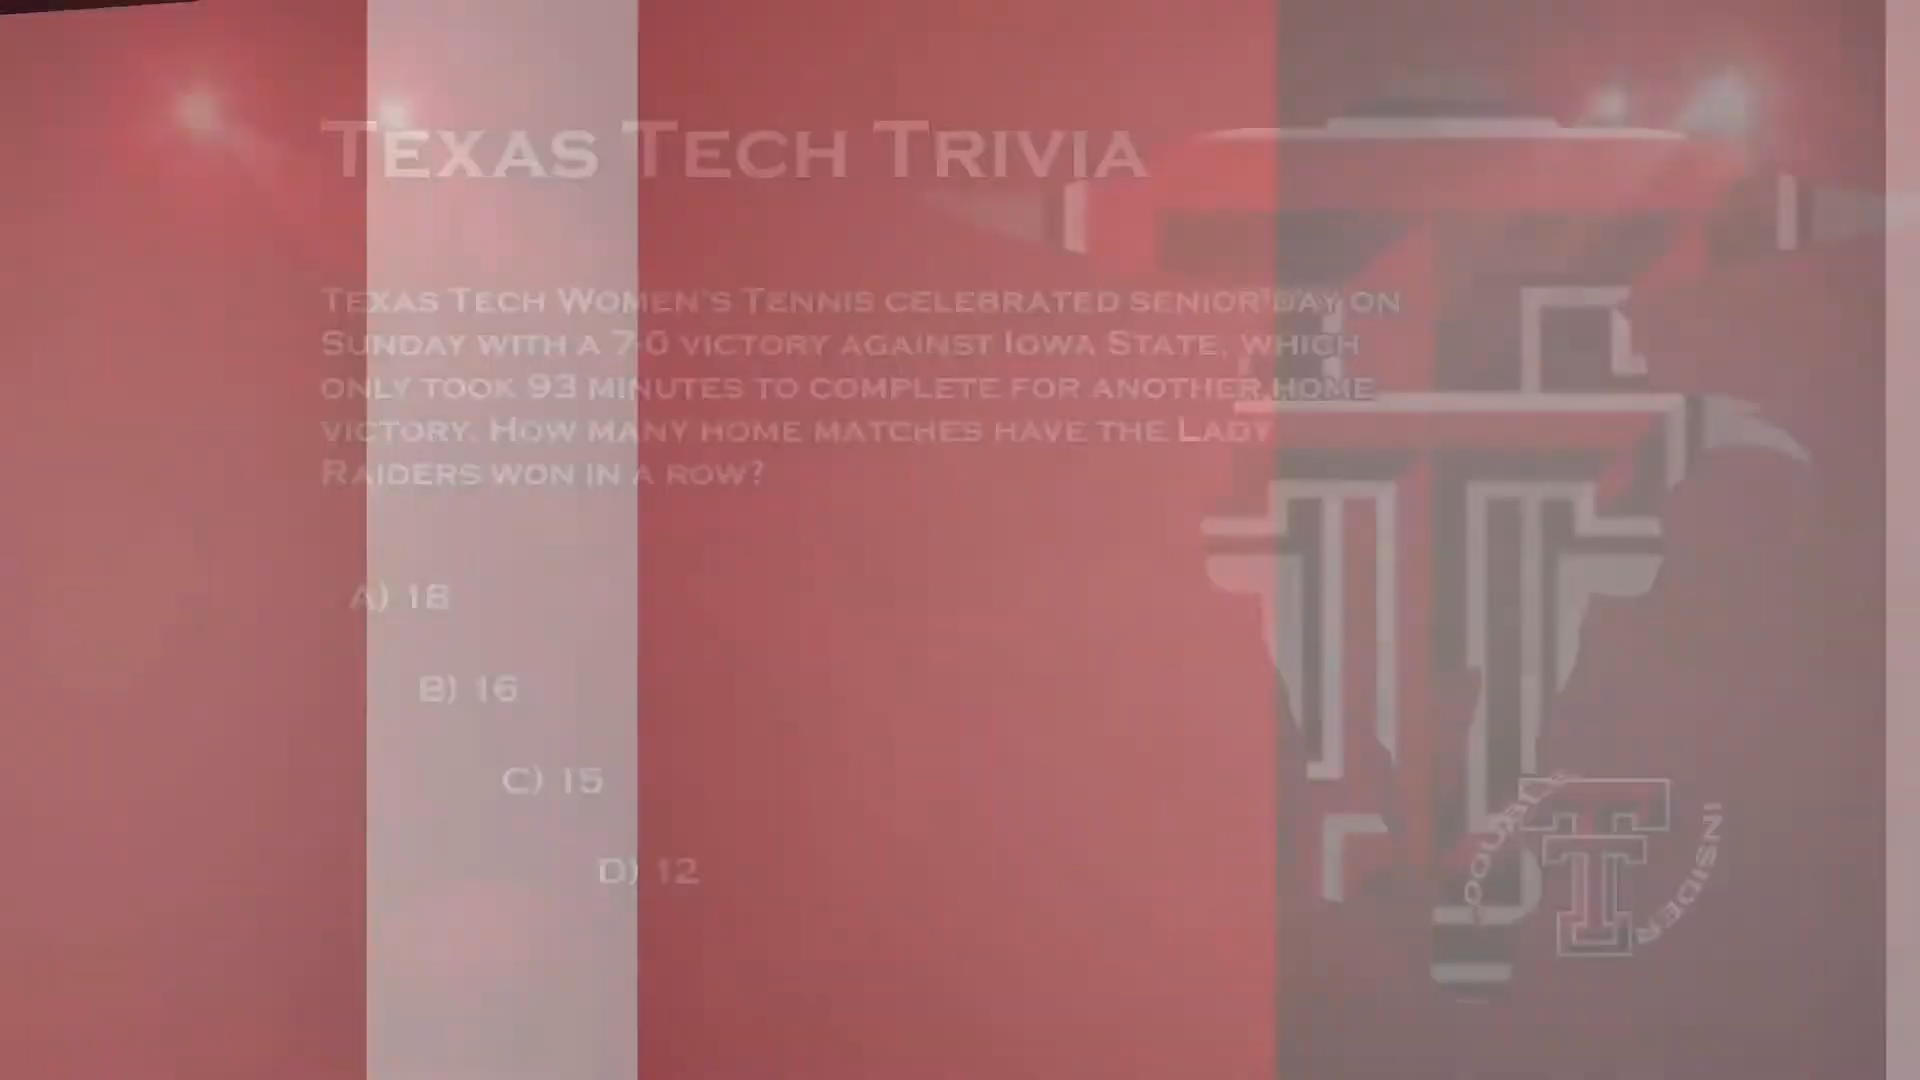 Texas Tech Trivia
Texas Tech Women's Tennis celebrated senior day on
Sunday with a 7-0 victory against Iowa State, which
only took 93 minutes to complete for another home
victory. How many home matches have the Lady
Raiders won in a row?
A) 18
B) 16
C) 15
D) 12
DOUBLE T
INSIDER